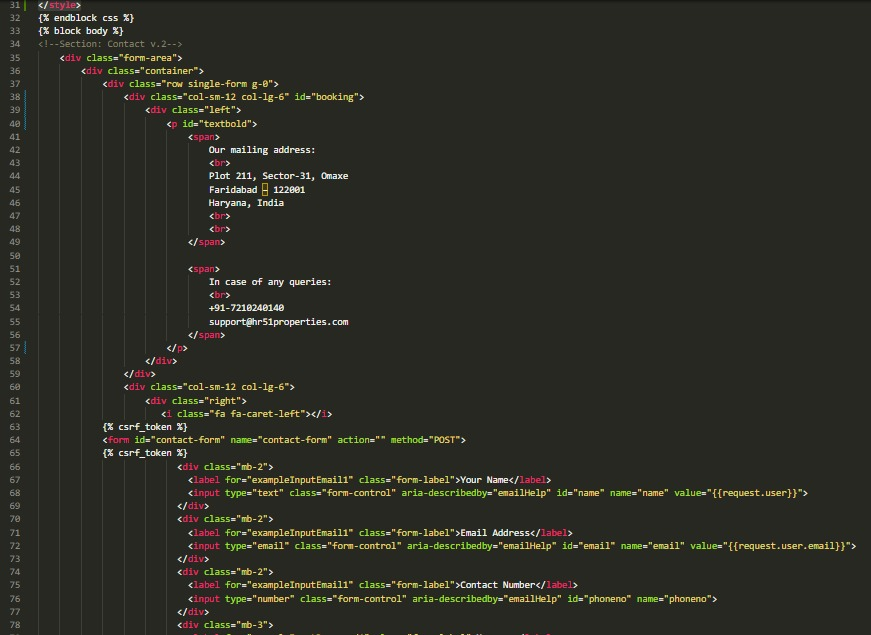 31 </style>
32 {% endblock css %}
33 {% block body %}
34 <!--Section: Contact v.2-->
35 <div class="form-area">
36 <div class="container">
37 <div class="row single-form g-0">
38 <div class="col-sm-12 col-lg-6" id="booking">
39 <div class="left">
40 <p id="textbold">
41 <span>
42 Our mailing address:
43 <br>
44 Plot 211, Sector-31, Omaxe
45 Faridabad – 122001
46 Haryana, India
47 <br>
48 <br>
49 </span>
50
51 <span>
52 In case of any queries:
53 <br>
54 +91-7210240140
55 support@hr51properties.com
56 </span>
57 </p>
58 </div>
59 </div>
60 <div class="col-sm-12 col-lg-6">
61 <div class="right">
62 <i class="fa fa-caret-left"></i>
63 {% csrf_token %}
64 <form id="contact-form" name="contact-form" action="" method="POST">
65 {% csrf_token %}
66 <div class="mb-2">
67 <label for="exampleInputEmail1" class="form-label">Your Name</label>
68 <input type="text" class="form-control" aria-describedby="emailHelp" id="name" name="name" value="{{request.user}}">
69 </div>
70 <div class="mb-2">
71 <label for="exampleInputEmail1" class="form-label">Email Address</label>
72 <input type="email" class="form-control" aria-describedby="emailHelp" id="email" name="email" value="{{request.user.email}}">
73 </div>
74 <div class="mb-2">
75 <label for="exampleInputEmail1" class="form-label">Contact Number</label>
76 <input type="number" class="form-control" aria-describedby="emailHelp" id="phoneno" name="phoneno">
77 </div>
78 <div class="mb-3">